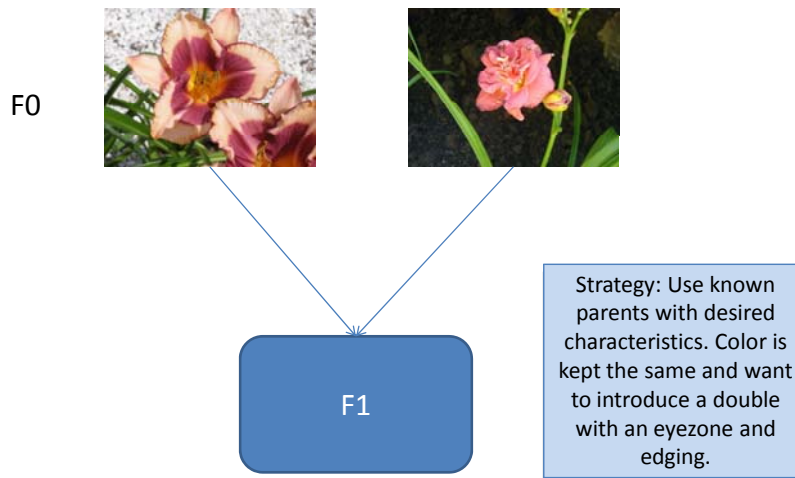 F0
F1
Strategy: Use known
parents with desired
characteristics. Color is
kept the same and want
to introduce a double
with an eyezone and
edging.